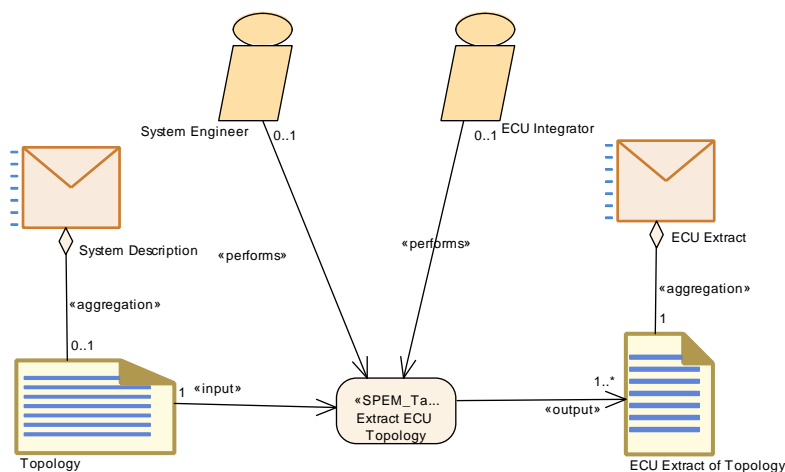 System Engineer
0..1
ECU Integrator
0..1
System Description
ECU Extract
«performs»
«performs»
«aggregation»
«aggregation»
0..1
1
1
«input»
«SPEM_Ta...
Extract ECU
Topology
1..*
«output»
Topology
ECU Extract of Topology